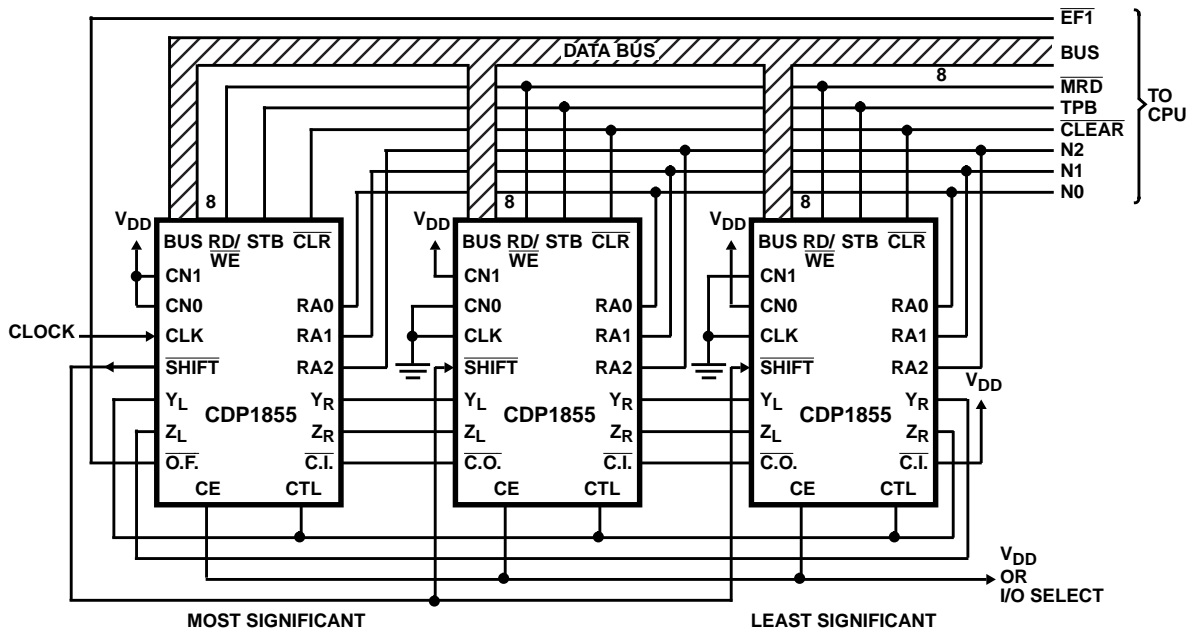 EF1
DATA BUS
BUS
8
MRD
TPB
TO
CPU
CLEAR
N2
N1
N0
8 8 8
VDD VDD VDD
BUS RD/WE STB CLR
CN1
CN0 RA0
CLOCK
CLK RA1
SHIFT RA2
YL CDP1855 YR
ZL ZR
O.F. C.I.
CE CTL
BUS RD/WE STB CLR
CN1
CN0 RA0
CLK RA1
SHIFT RA2
YL CDP1855 YR
ZL ZR
C.O. C.I.
CE CTL
BUS RD/WE STB CLR
CN1
CN0 RA0
CLK RA1
SHIFT RA2
VDD
YL CDP1855 YR
ZL ZR
C.O. C.I.
CE CTL
VDD
OR
I/O SELECT
MOST SIGNIFICANT LEAST SIGNIFICANT